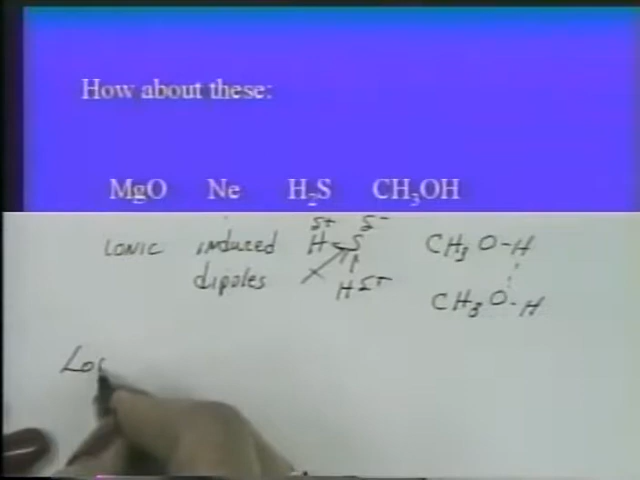 How about these:
MgO Ne H₂S CH₃OH
δ+ δ-
Ionic induced H S CH₃ O-H
dipoles H δ+
CH₃ O-H
Lo